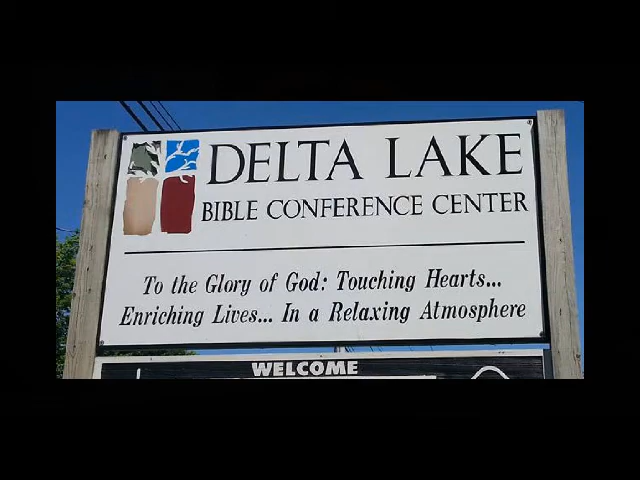 DELTA LAKE
BIBLE CONFERENCE CENTER
To the Glory of God: Touching Hearts...
Enriching Lives... In a Relaxing Atmosphere
WELCOME